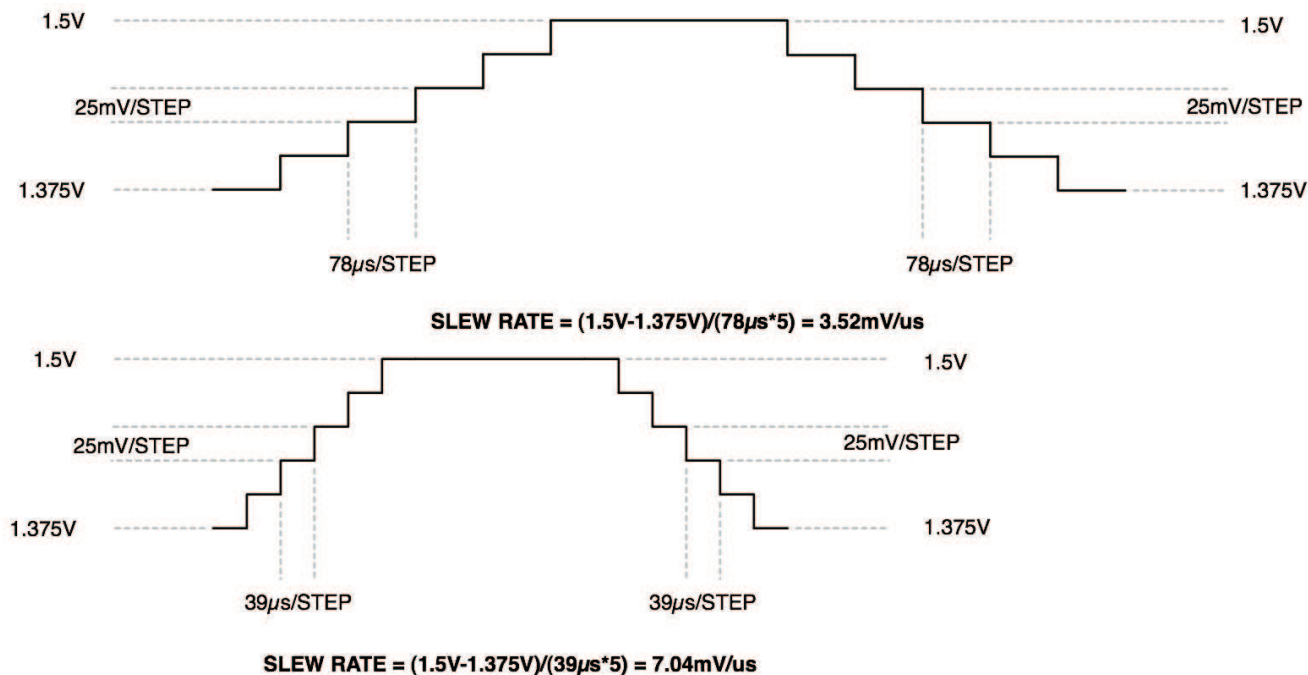 1.5V
1.5V
25mV/STEP
25mV/STEP
1.375V
1.375V
78µs/STEP
78µs/STEP
SLEW RATE = (1.5V-1.375V)/(78µs*5) = 3.52mV/us
1.5V
1.5V
25mV/STEP
25mV/STEP
1.375V
1.375V
39µs/STEP
39µs/STEP
SLEW RATE = (1.5V-1.375V)/(39µs*5) = 7.04mV/us